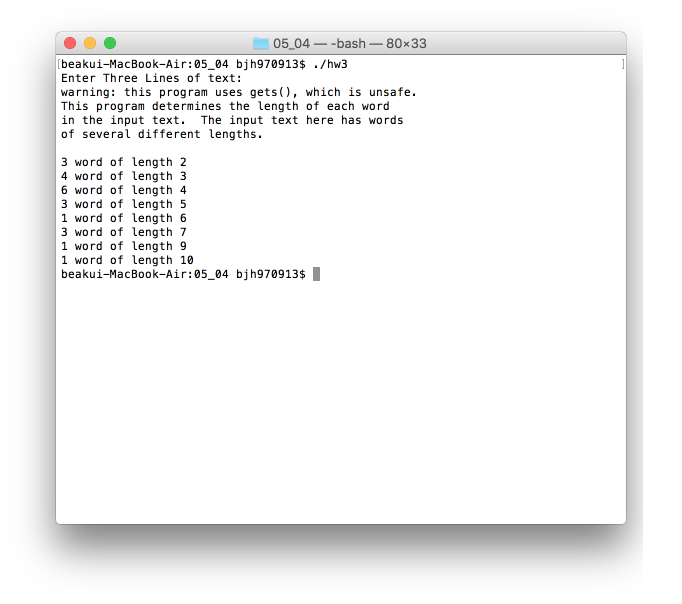 05_04 — -bash — 80×33
[beakui-MacBook-Air:05_04 bjh970913$ ./hw3 ]
Enter Three Lines of text:
warning: this program uses gets(), which is unsafe.
This program determines the length of each word
in the input text.  The input text here has words
of several different lengths.

3 word of length 2
4 word of length 3
6 word of length 4
3 word of length 5
1 word of length 6
3 word of length 7
1 word of length 9
1 word of length 10
beakui-MacBook-Air:05_04 bjh970913$